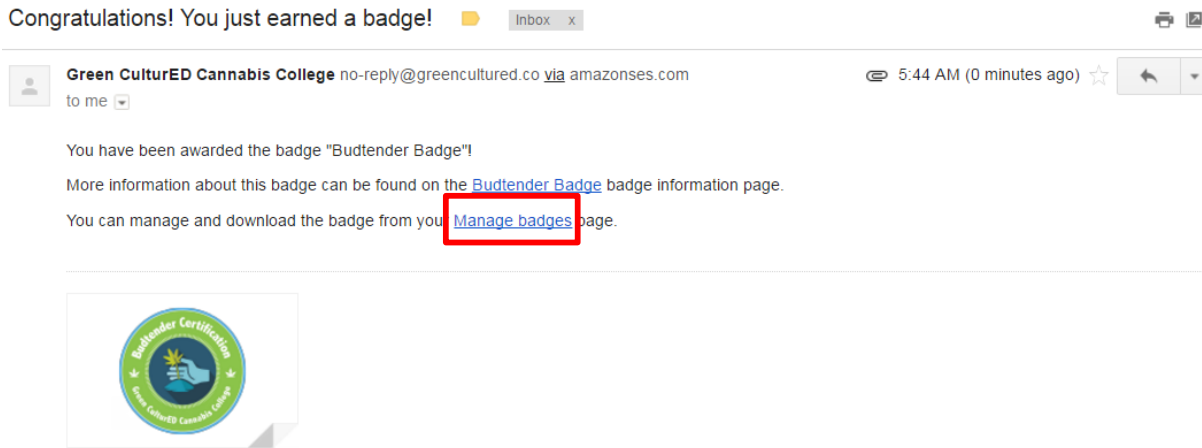 Congratulations! You just earned a badge! Inbox x
Green CulturED Cannabis College no-reply@greencultured.co via amazonses.com 5:44 AM (0 minutes ago)
to me
You have been awarded the badge "Budtender Badge"!
More information about this badge can be found on the Budtender Badge badge information page.
You can manage and download the badge from you Manage badges page.
Budtender Certification
Green CulturED Cannabis College